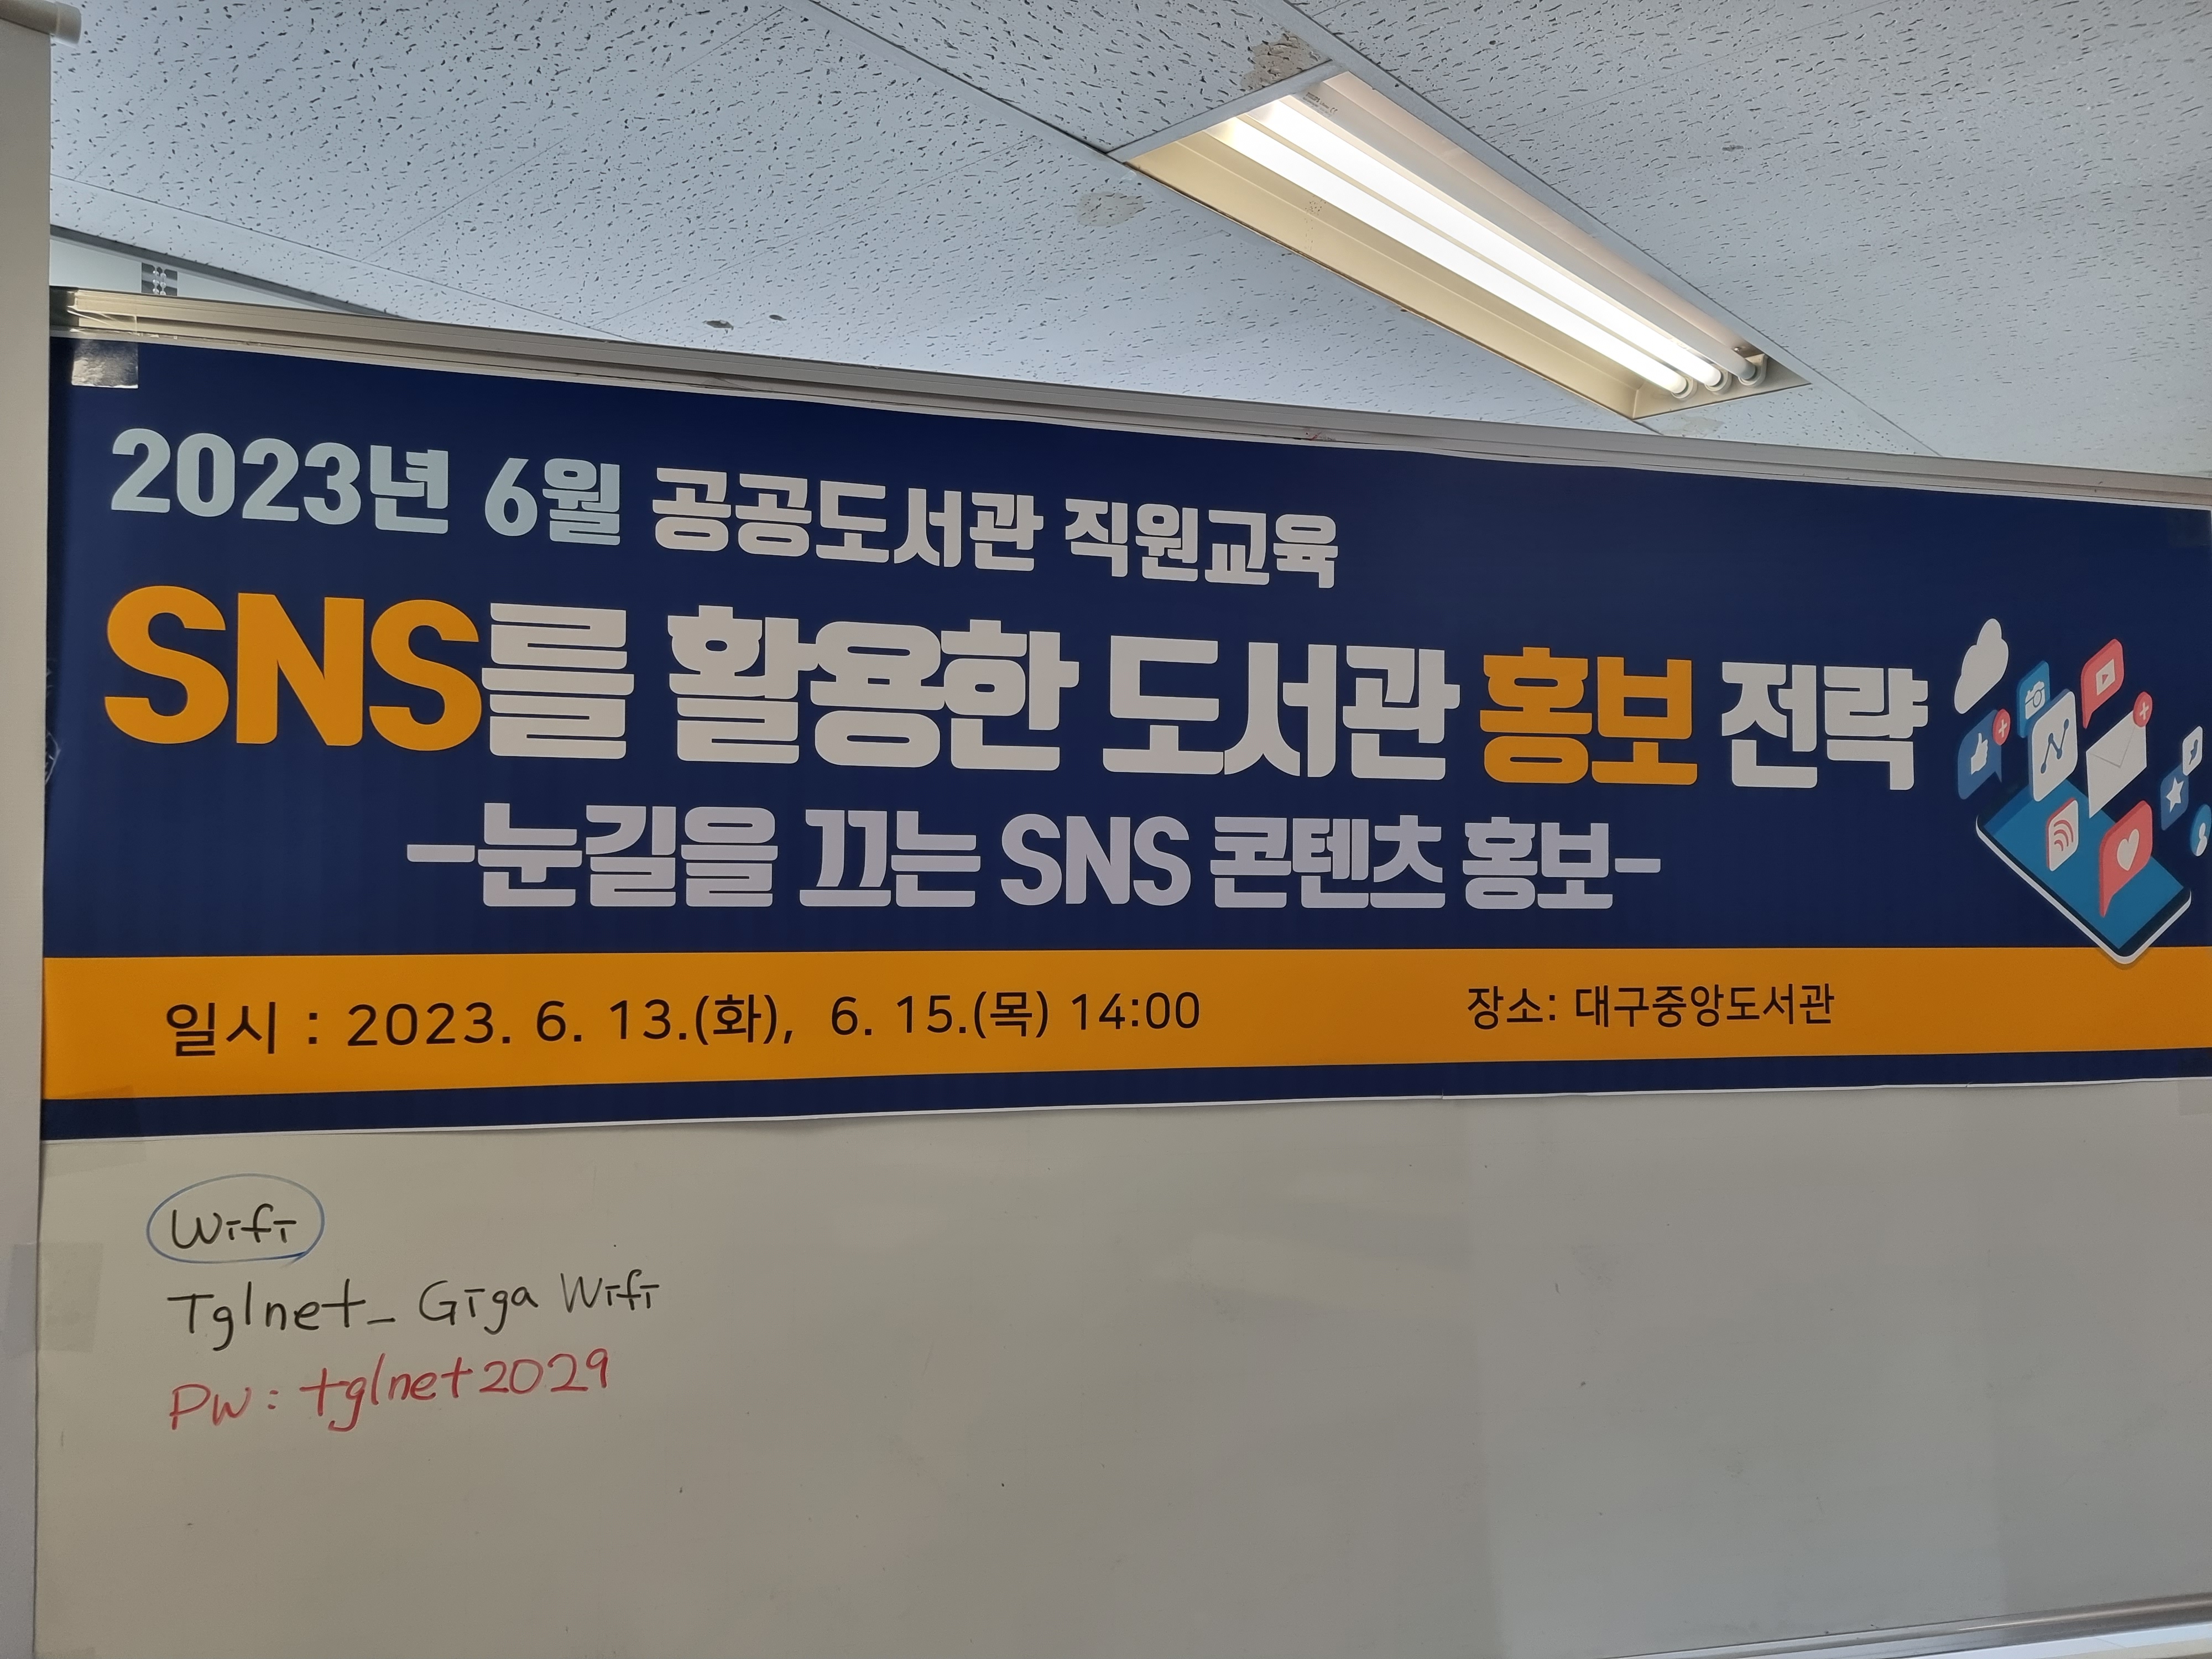 2023년 6월 공공도서관 직원교육
SNS를 활용한 도서관 홍보 전략
-눈길을 끄는 SNS 콘텐츠 홍보-
일시 : 2023. 6. 13.(화), 6. 15.(목) 14:00 장소: 대구중앙도서관
Wifi
Tglnet_ Giga Wifi
PW : tglnet2029